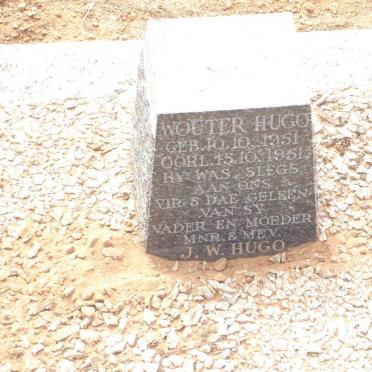 WOUTER HUGO
GEB. 10.10.1951
OORL. 15.10.1951
HY WAS SLEGS
AAN ONS
VIR 5 DAE GELEEN.
VAN SY
VADER EN MOEDER
MNR. & MEV.
J. W. HUGO